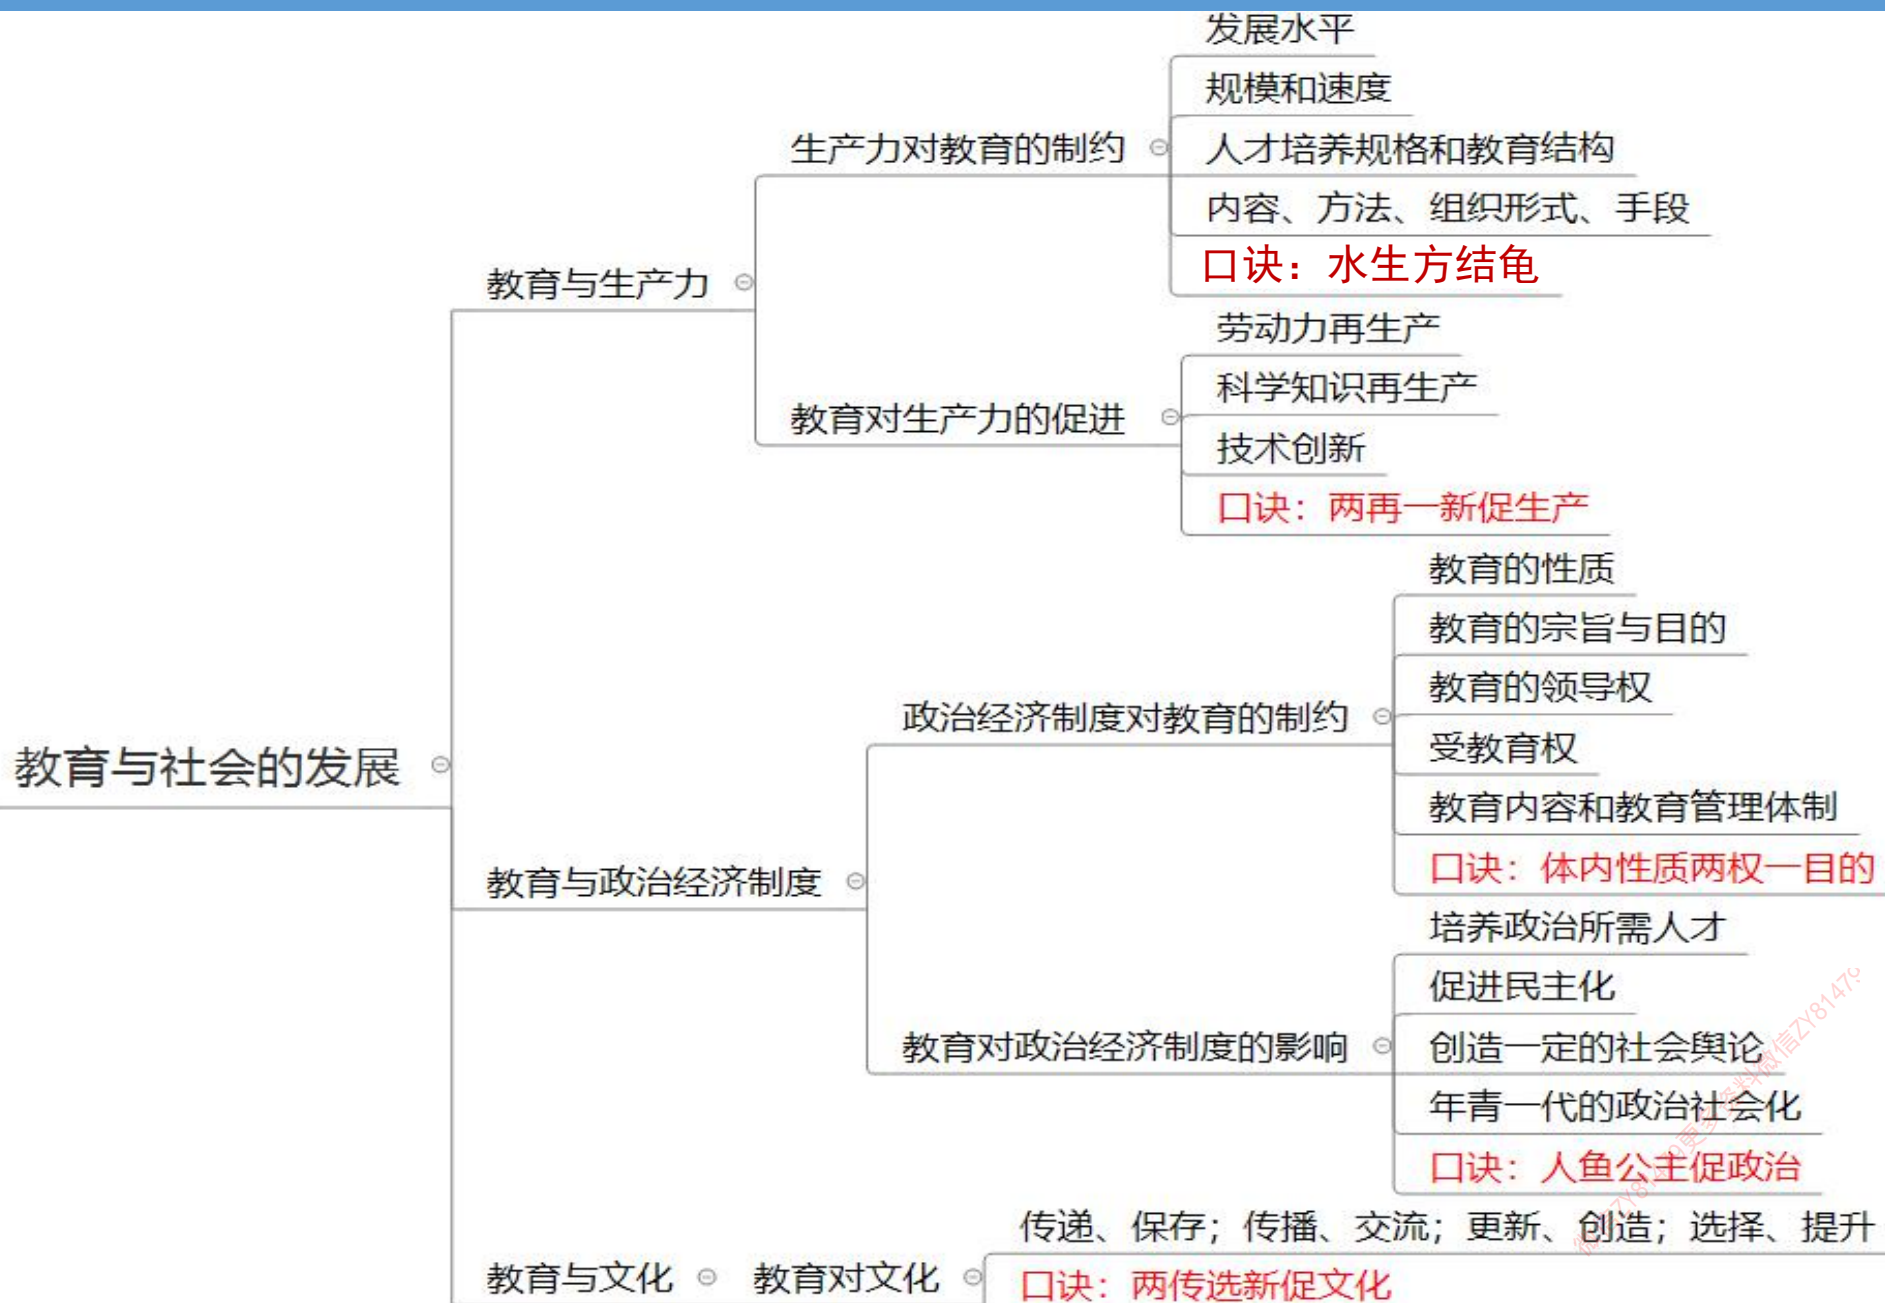 发展水平
规模和速度
生产力对教育的制约
人才培养规格和教育结构
内容、方法、组织形式、手段
口诀：水生方结龟
教育与生产力
劳动力再生产
科学知识再生产
教育对生产力的促进
技术创新
口诀：两再一新促生产
教育的性质
教育的宗旨与目的
教育的领导权
政治经济制度对教育的制约
受教育权
教育与社会的发展
教育内容和教育管理体制
口诀：体内性质两权一目的
教育与政治经济制度
培养政治所需人才
促进民主化
教育对政治经济制度的影响
创造一定的社会舆论
年青一代的政治社会化
口诀：人鱼公主促政治
传递、保存；传播、交流；更新、创造；选择、提升
教育与文化
教育对文化
口诀：两传选新促文化